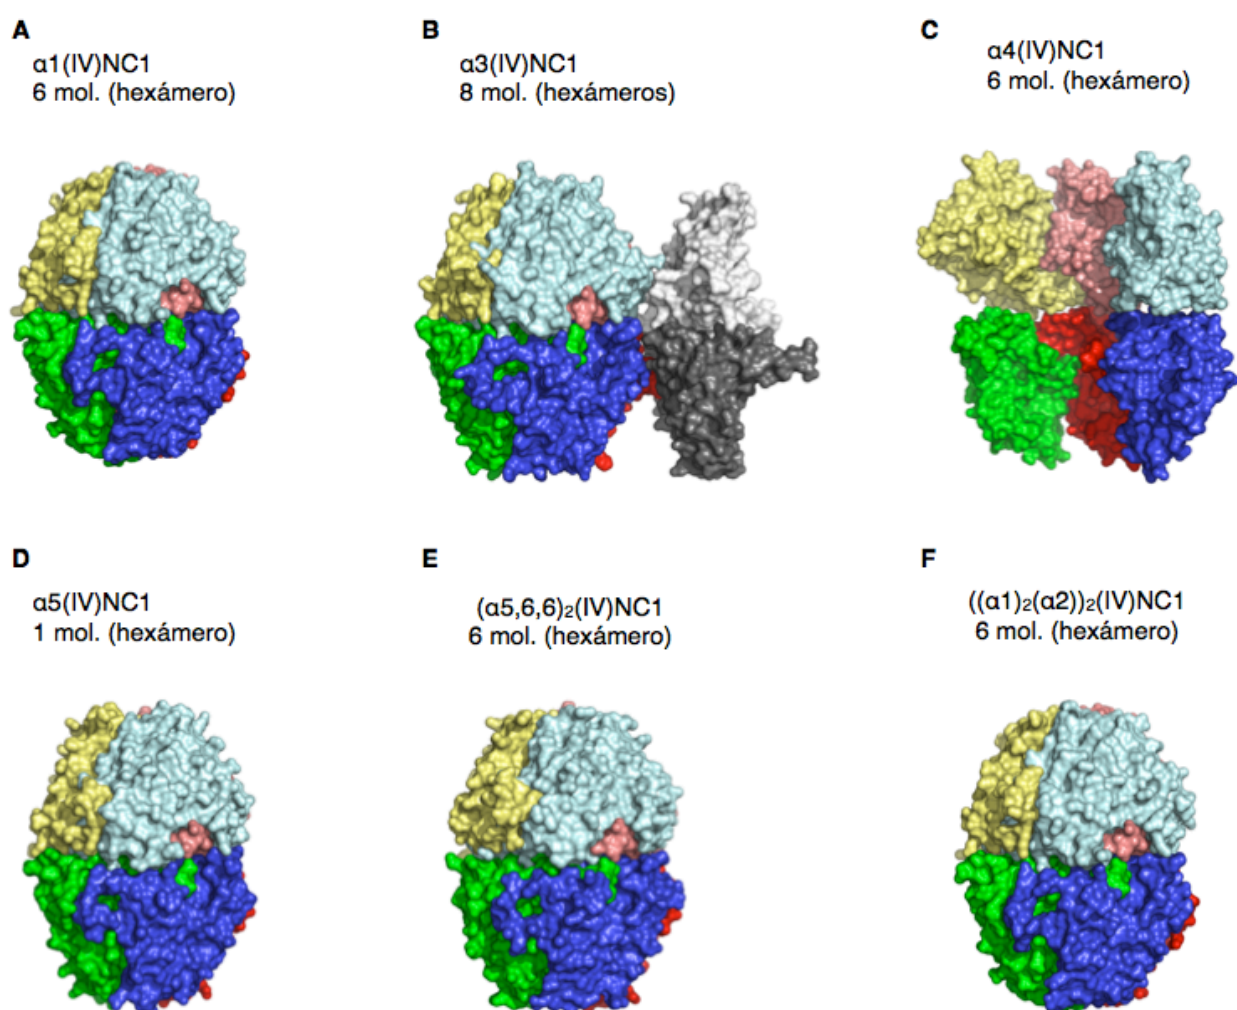 A
α1(IV)NC1
6 mol. (hexámero)
B
α3(IV)NC1
8 mol. (hexámeros)
C
α4(IV)NC1
6 mol. (hexámero)
D
α5(IV)NC1
1 mol. (hexámero)
E
(α5,6,6)₂(IV)NC1
6 mol. (hexámero)
F
((α1)₂(α2))₂(IV)NC1
6 mol. (hexámero)